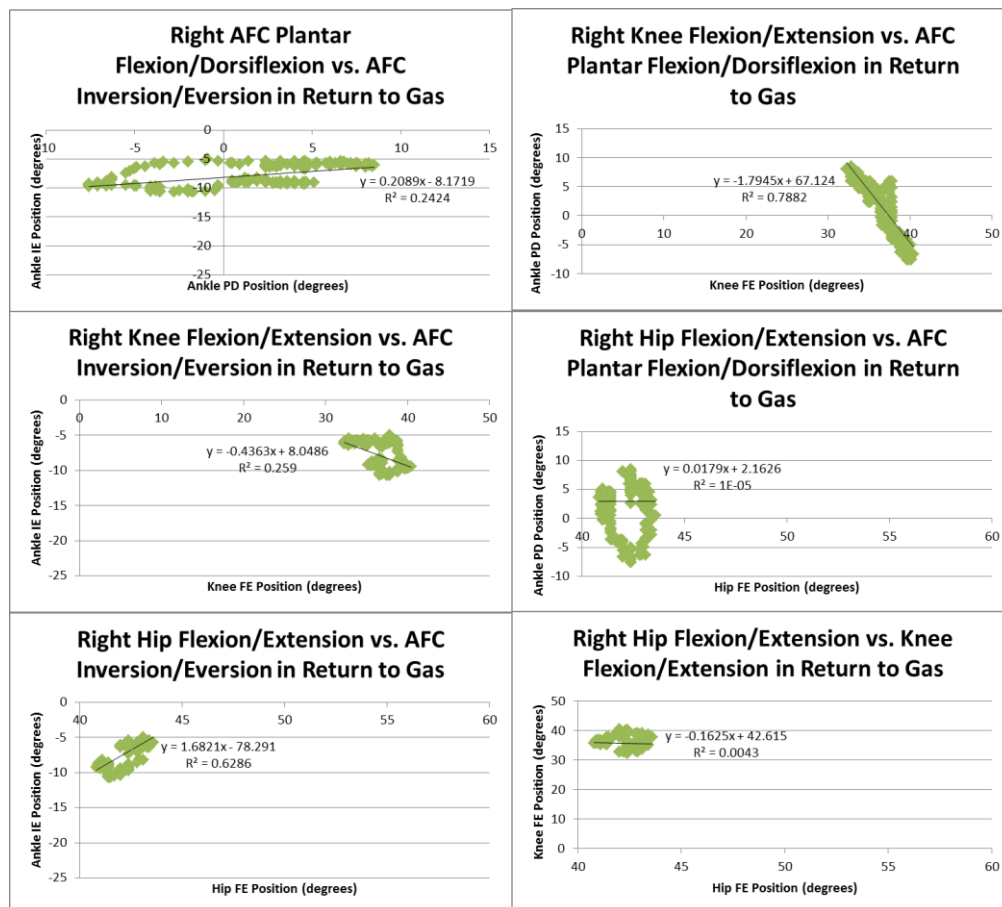 Right AFC Plantar
Flexion/Dorsiflexion vs. AFC
Inversion/Eversion in Return to Gas
Ankle IE Position (degrees)
0
-5
-10
-15
-20
-25
-10
-5
0
5
10
15
y = 0.2089x - 8.1719
R² = 0.2424
Ankle PD Position (degrees)
Right Knee Flexion/Extension vs. AFC
Plantar Flexion/Dorsiflexion in Return
to Gas
Ankle PD Position (degrees)
15
10
5
0
-5
-10
0
10
20
30
40
50
y = -1.7945x + 67.124
R² = 0.7882
Knee FE Position (degrees)
Right Knee Flexion/Extension vs. AFC
Inversion/Eversion in Return to Gas
Ankle IE Position (degrees)
0
-5
-10
-15
-20
-25
0
10
20
30
40
50
y = -0.4363x + 8.0486
R² = 0.259
Knee FE Position (degrees)
Right Hip Flexion/Extension vs. AFC
Plantar Flexion/Dorsiflexion in Return
to Gas
Ankle PD Position (degrees)
15
10
5
0
-5
-10
40
45
50
55
60
y = 0.0179x + 2.1626
R² = 1E-05
Hip FE Position (degrees)
Right Hip Flexion/Extension vs. AFC
Inversion/Eversion in Return to Gas
Ankle IE Position (degrees)
0
-5
-10
-15
-20
-25
40
45
50
55
60
y = 1.6821x - 78.291
R² = 0.6286
Hip FE Position (degrees)
Right Hip Flexion/Extension vs. Knee
Flexion/Extension in Return to Gas
Knee FE Position (degrees)
50
40
30
20
10
0
40
45
50
55
60
y = -0.1625x + 42.615
R² = 0.0043
Hip FE Position (degrees)